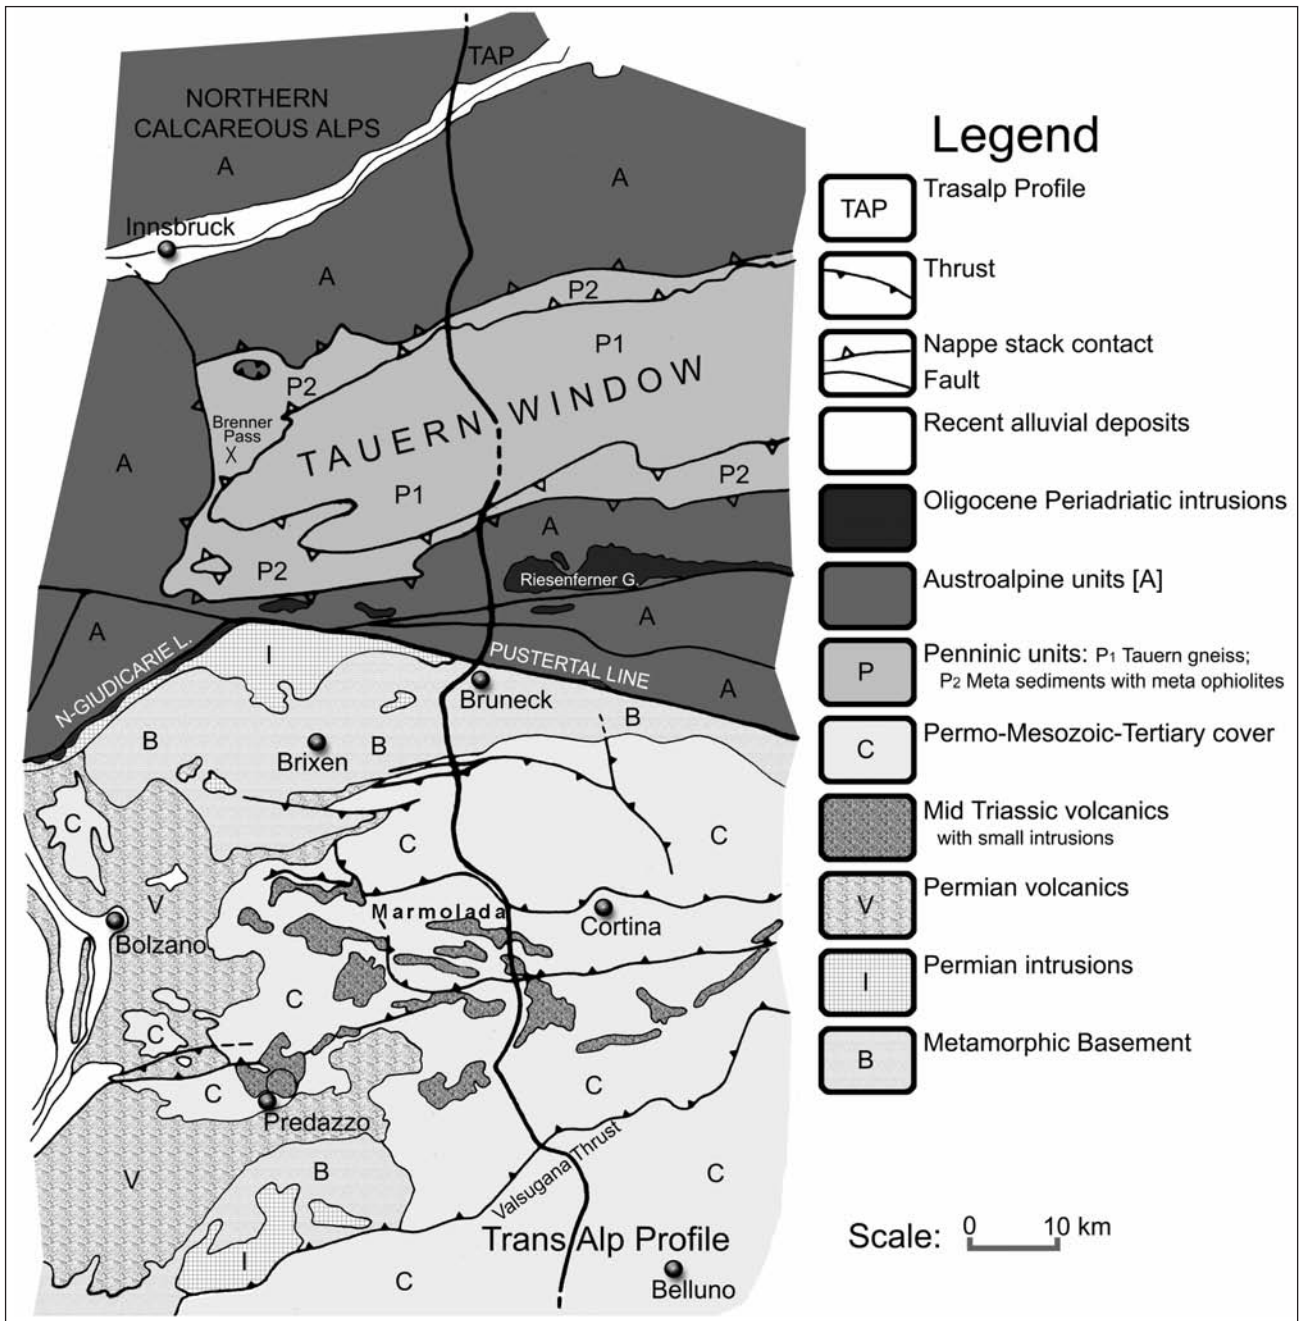 TAP
NORTHERN
CALCAREOUS ALPS
A
A
Innsbruck
A
P2
P1
P2
TAUERN WINDOW
Brenner
Pass
X
A
P2
P1
A
P2
Riesenferner G.
A
A
N-GIUDICARIE L.
I
PUSTERTAL LINE
A
Bruneck
B
B
B
Brixen
C
C
C
V
Marmolada
Cortina
Bolzano
C
C
C
C
Predazzo
V
B
Valsugana Thrust
C
I
C
Trans Alp Profile
Belluno
Legend
TAP
Trasalp Profile
Thrust
Nappe stack contact
Fault
Recent alluvial deposits
Oligocene Periadriatic intrusions
Austroalpine units [A]
P
Penninic units: P1 Tauern gneiss;
P2 Meta sediments with meta ophiolites
C
Permo-Mesozoic-Tertiary cover
Mid Triassic volcanics
with small intrusions
V
Permian volcanics
I
Permian intrusions
B
Metamorphic Basement
Scale: 0 10 km